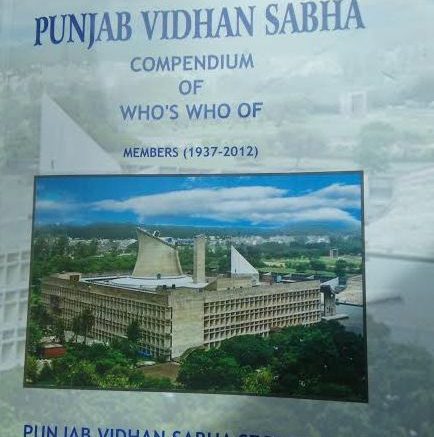 PUNJAB VIDHAN SABHA
COMPENDIUM
OF
WHO'S WHO OF
MEMBERS (1937-2012)
PUNJAB VIDHAN SABHA